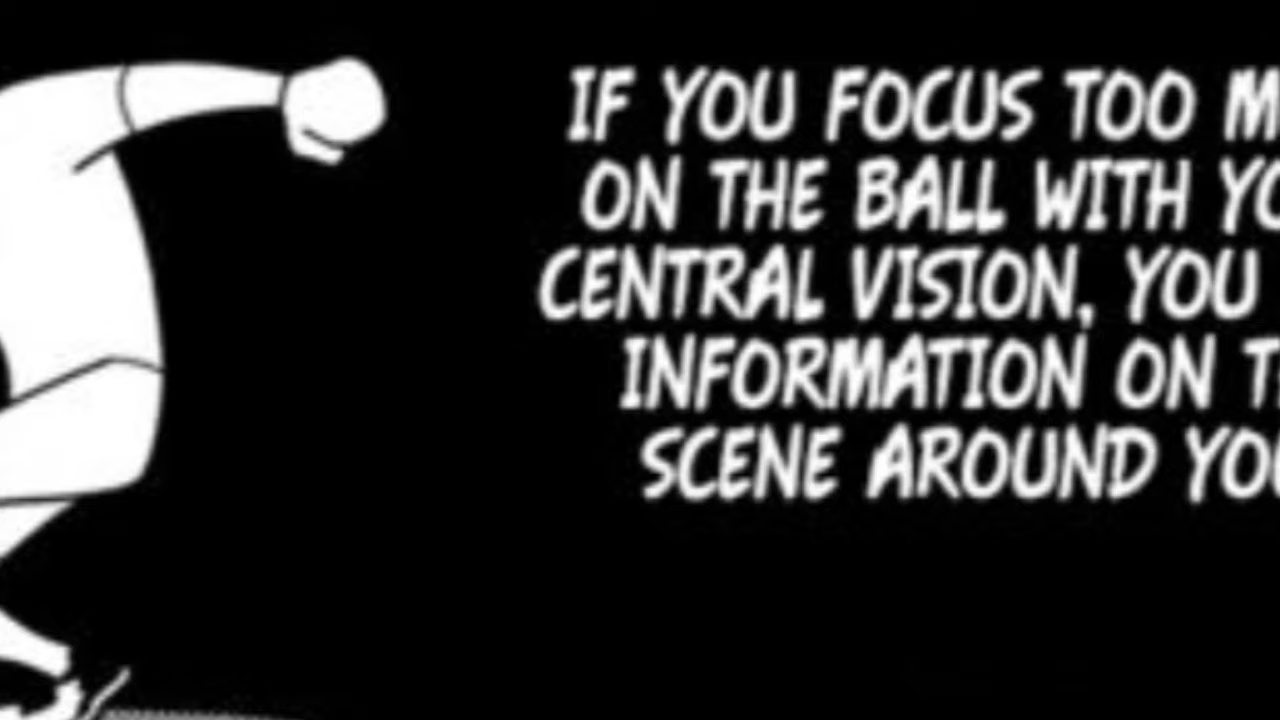 IF YOU FOCUS TOO
ON THE BALL WITH
CENTRAL VISION, YOU
INFORMATION ON
SCENE AROUND